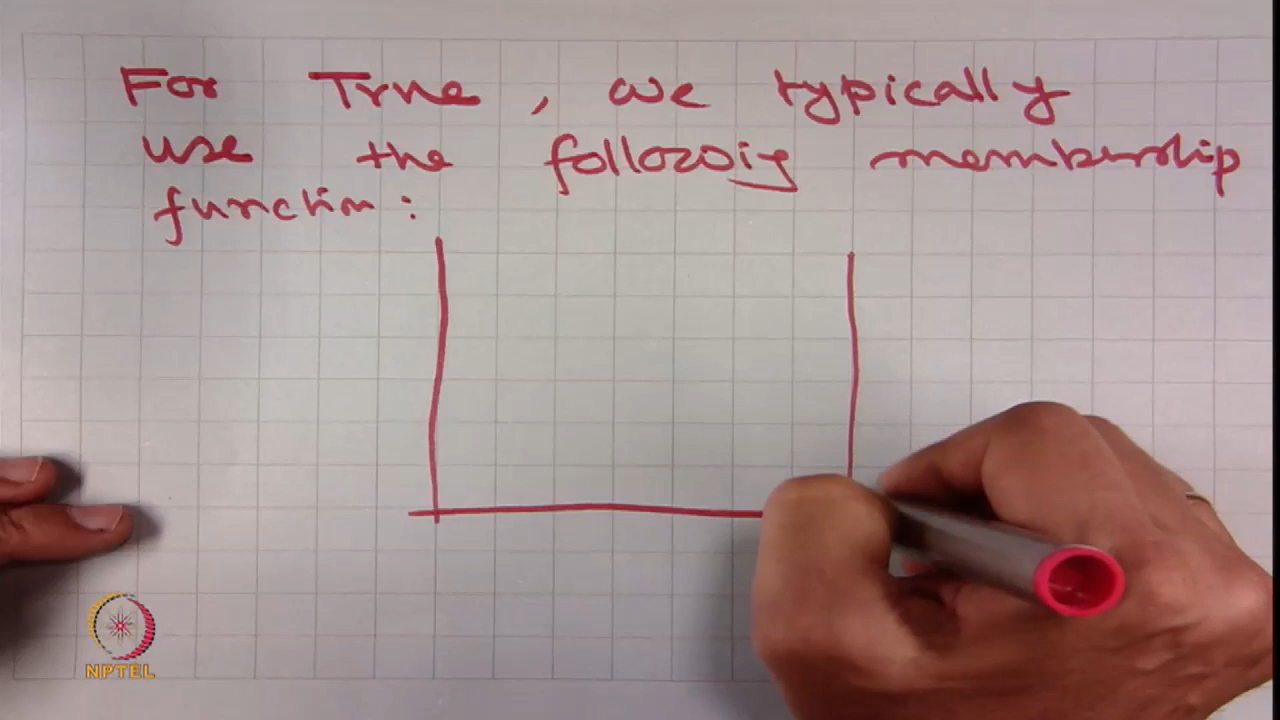 For True, we typically
use the following membership
function:
NPTEL